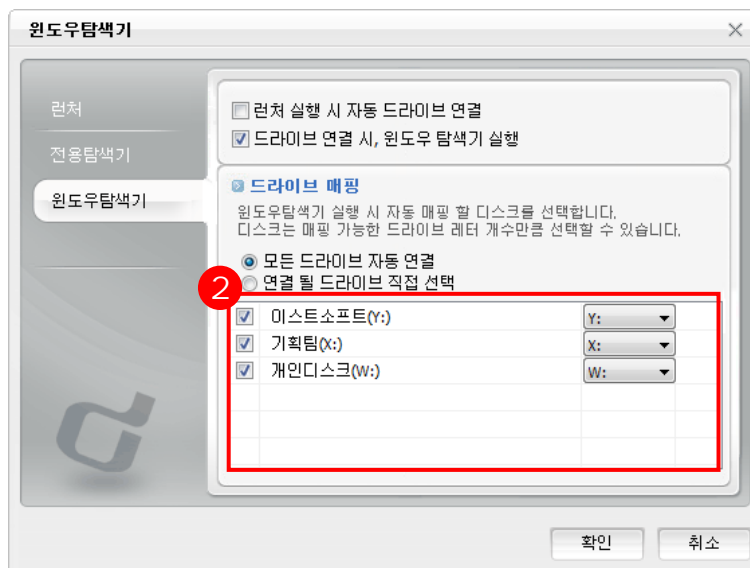 윈도우탐색기
런처
전용탐색기
윈도우탐색기
런처 실행 시 자동 드라이브 연결
드라이브 연결 시, 윈도우 탐색기 실행
드라이브 매핑
윈도우탐색기 실행 시 자동 매핑 할 디스크를 선택합니다.
디스크는 매핑 가능한 드라이브 레터 개수만큼 선택할 수 있습니다.
모든 드라이브 자동 연결
연결 될 드라이브 직접 선택
2
이스트소프트(Y:) Y:
기획팀(X:) X:
개인디스크(W:) W:
확인 취소